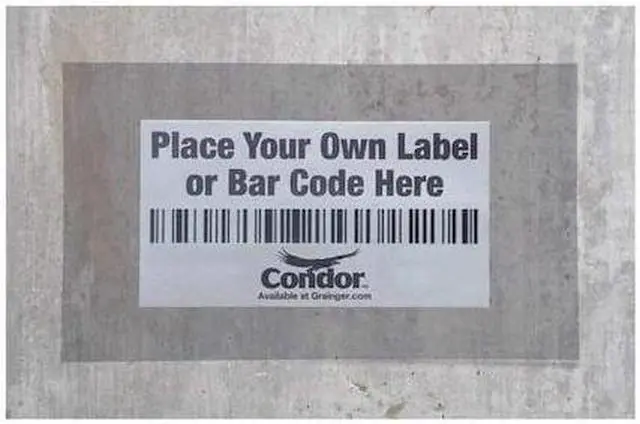 Place Your Own Label
or Bar Code Here
Condor
Available at Grainger.com